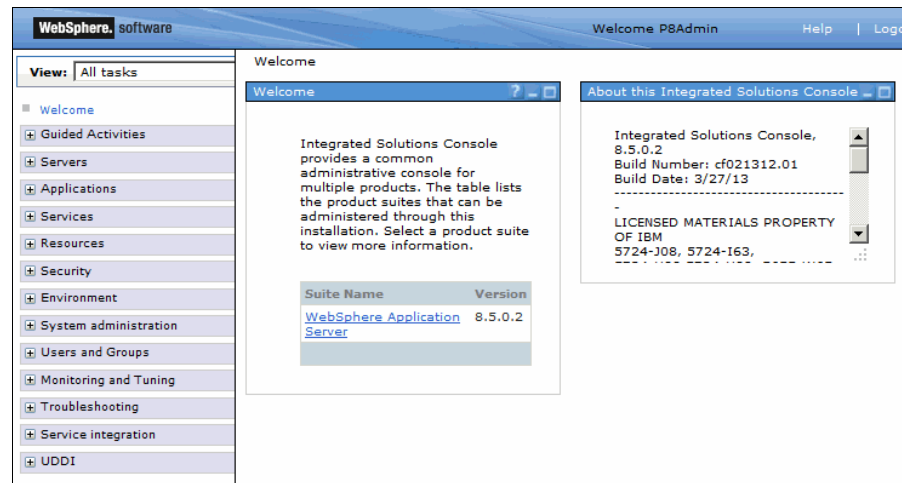 WebSphere. software
Welcome P8Admin Help | Logo
View: All tasks
Welcome
Guided Activities
Servers
Applications
Services
Resources
Security
Environment
System administration
Users and Groups
Monitoring and Tuning
Troubleshooting
Service integration
UDDI
Welcome
Welcome ?
Integrated Solutions Console
provides a common
administrative console for
multiple products. The table lists
the product suites that can be
administered through this
installation. Select a product suite
to view more information.
Suite Name Version
WebSphere Application 8.5.0.2
Server
About this Integrated Solutions Console
Integrated Solutions Console,
8.5.0.2
Build Number: cf021312.01
Build Date: 3/27/13
----------------------------------------
-
LICENSED MATERIALS PROPERTY
OF IBM
5724-J08, 5724-I63,